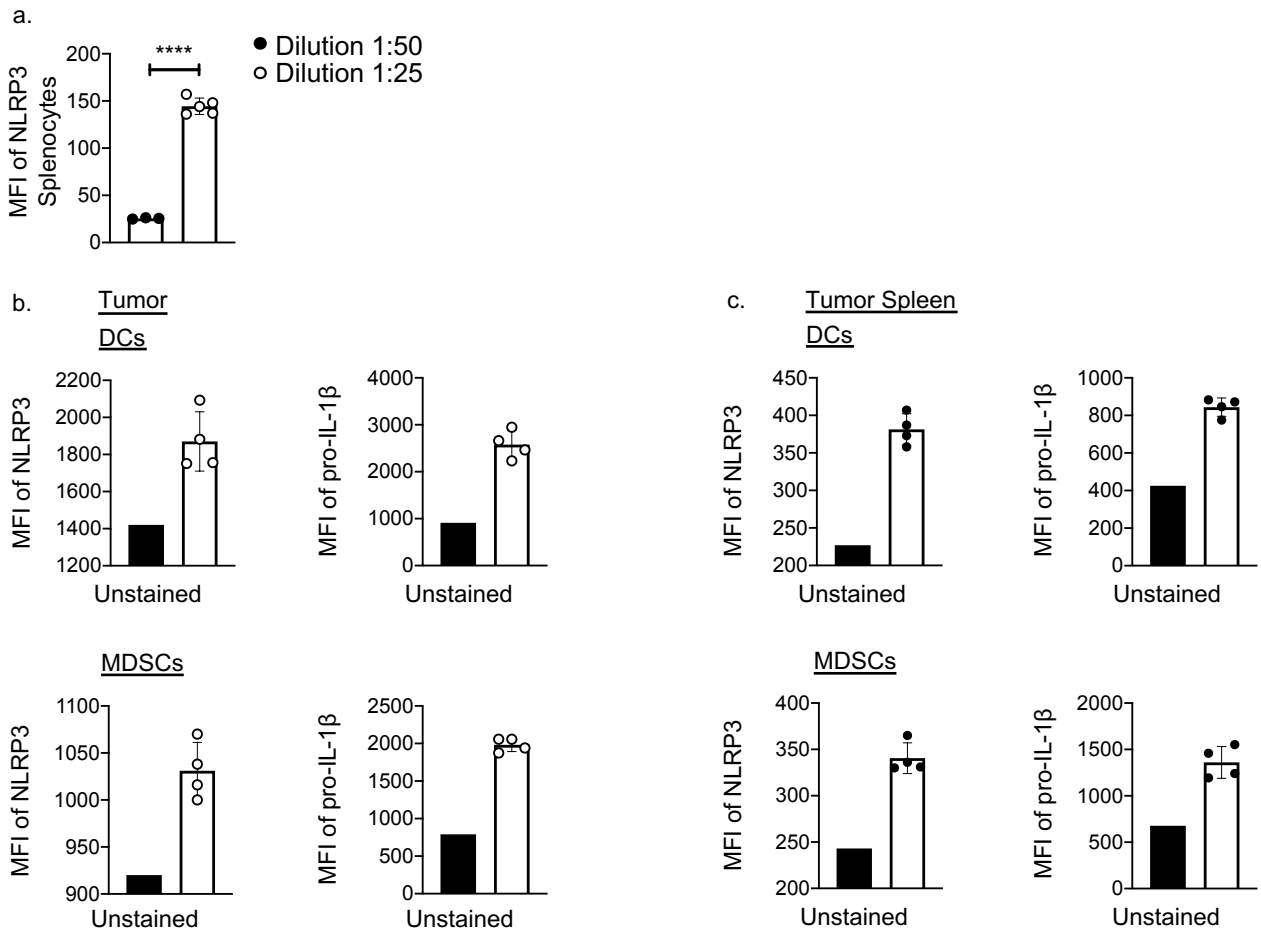 a.
MFI of NLRP3
Splenocytes
200
150
100
50
0
****
Dilution 1:50
Dilution 1:25
b.
Tumor
DCs
MFI of NLRP3
2200
2000
1800
1600
1400
1200
Unstained
MFI of pro-IL-1β
4000
3000
2000
1000
0
Unstained
MDSCs
MFI of NLRP3
1100
1050
1000
950
900
Unstained
MFI of pro-IL-1β
2500
2000
1500
1000
500
0
Unstained
c.
Tumor Spleen
DCs
MFI of NLRP3
450
400
350
300
250
200
Unstained
MFI of pro-IL-1β
1000
800
600
400
200
0
Unstained
MDSCs
MFI of NLRP3
400
350
300
250
200
Unstained
MFI of pro-IL-1β
2000
1500
1000
500
0
Unstained